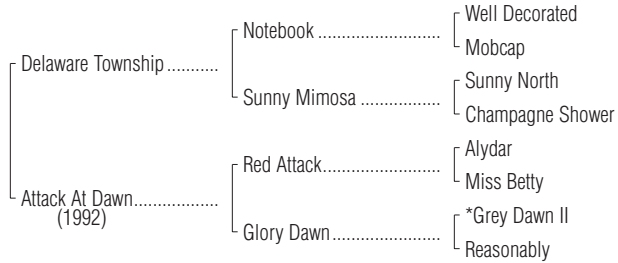 Well Decorated
Notebook ........................................
Mobcap
Delaware Township ...........
Sunny North
Sunny Mimosa ..........................
Champagne Shower
Alydar
Red Attack......................................
Miss Betty
Attack At Dawn..................
(1992)
*Grey Dawn II
Glory Dawn ...................................
Reasonably